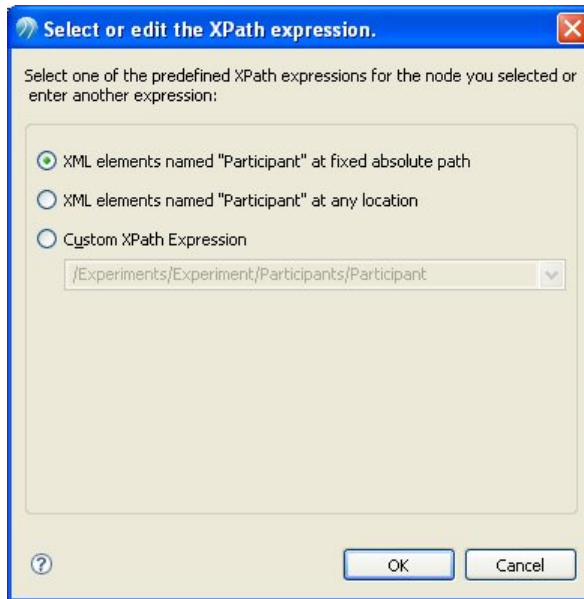 Select or edit the XPath expression.
Select one of the predefined XPath expressions for the node you selected or
enter another expression:
XML elements named "Participant" at fixed absolute path
XML elements named "Participant" at any location
Custom XPath Expression
/Experiments/Experiment/Participants/Participant
?
OK
Cancel